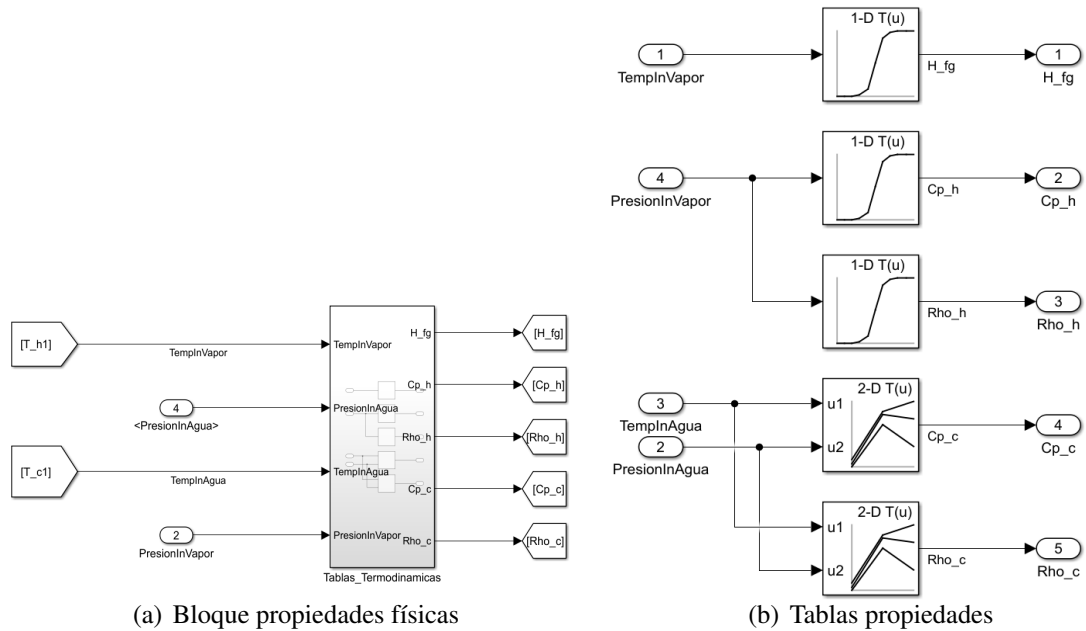 [T_h1]
TempInVapor
4
<PresionInAgua>
[T_c1]
TempInAgua
2
PresionInVapor
TempInVapor
PresionInAgua
TempInAgua
PresionInVapor
H_fg
Cp_h
Rho_h
Cp_c
Rho_c
Tablas_Termodinamicas
[H_fg]
[Cp_h]
[Rho_h]
[Cp_c]
[Rho_c]
(a) Bloque propiedades físicas
1
TempInVapor
1-D T(u)
H_fg
1
H_fg
4
PresionInVapor
1-D T(u)
Cp_h
2
Cp_h
1-D T(u)
Rho_h
3
Rho_h
3
TempInAgua
2
PresionInAgua
2-D T(u)
u1
u2
Cp_c
4
Cp_c
2-D T(u)
u1
u2
Rho_c
5
Rho_c
(b) Tablas propiedades